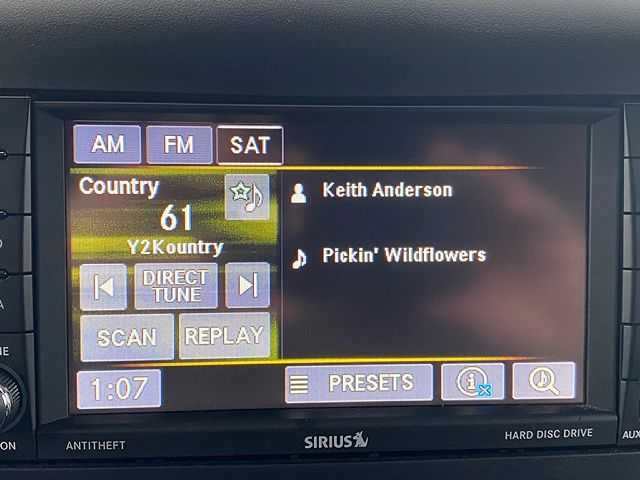 AM FM SAT
Country
61
Y2Kountry
DIRECT
TUNE
SCAN REPLAY
Keith Anderson
Pickin' Wildflowers
1:07 PRESETS
ANTITHEFT SIRIUS HARD DISC DRIVE AUX
ON